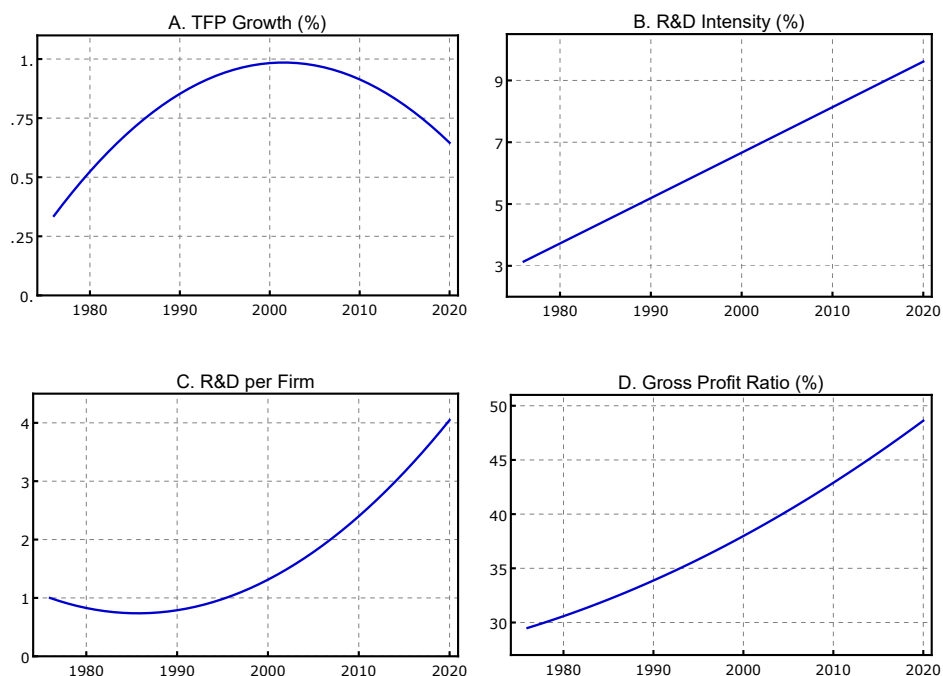 A. TFP Growth (%)
1.
.75
0.5
.25
0.
1980 1990 2000 2010 2020
B. R&D Intensity (%)
9
7
5
3
1980 1990 2000 2010 2020
C. R&D per Firm
4
3
2
1
0
1980 1990 2000 2010 2020
D. Gross Profit Ratio (%)
50
45
40
35
30
1980 1990 2000 2010 2020